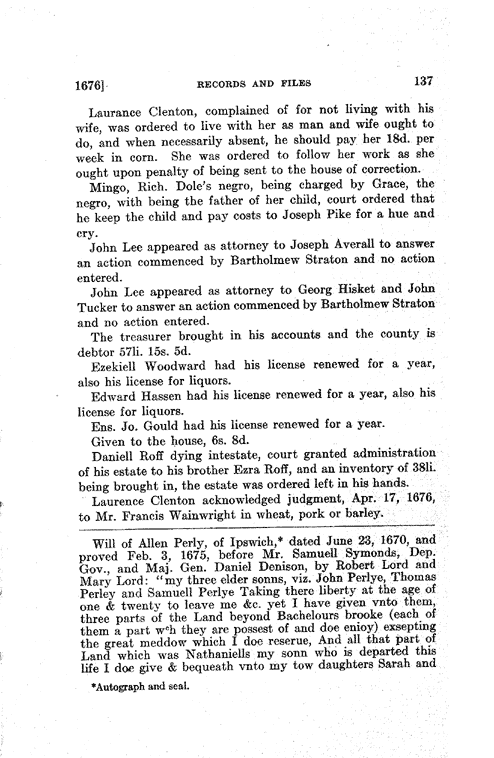 1676] RECORDS AND FILES 137
Laurance Clenton, complained of for not living with his
wife, was ordered to live with her as man and wife ought to
do, and when necessarily absent, he should pay her 18d. per
week in corn. She was ordered to follow her work as she
ought upon penalty of being sent to the house of correction.
Mingo, Rich. Dole's negro, being charged by Grace, the
negro, with being the father of her child, court ordered that
he keep the child and pay costs to Joseph Pike for a hue and
cry.
John Lee appeared as attorney to Joseph Averall to answer
an action commenced by Bartholmew Straton and no action
entered.
John Lee appeared as attorney to Georg Hisket and John
Tucker to answer an action commenced by Bartholmew Straton
and no action entered.
The treasurer brought in his accounts and the county is
debtor 57li. 15s. 5d.
Ezekiell Woodward had his license renewed for a year,
also his license for liquors.
Edward Hassen had his license renewed for a year, also his
license for liquors.
Ens. Jo. Gould had his license renewed for a year.
Given to the house, 6s. 8d.
Daniell Roff dying intestate, court granted administration
of his estate to his brother Ezra Roff, and an inventory of 38li.
being brought in, the estate was ordered left in his hands.
Laurence Clenton acknowledged judgment, Apr. 17, 1676,
to Mr. Francis Wainwright in wheat, pork or barley.
Will of Allen Perly, of Ipswich,* dated June 23, 1670, and
proved Feb. 3, 1675, before Mr. Samuell Symonds, Dep.
Gov., and Maj. Gen. Daniel Denison, by Robert Lord and
Mary Lord: "my three elder sonns, viz. John Perlye, Thomas
Perley and Samuell Perlye Taking there liberty at the age of
one & twenty to leave me &c. yet I have given vnto them,
three parts of the Land beyond Bachelours brooke (each of
them a part wᶜh they are possest of and doe enioy) exsepting
the great meddow which I doe reserue, And all that part of
Land which was Nathaniells my sonn who is departed this
life I doe give & bequeath vnto my tow daughters Sarah and
*Autograph and seal.